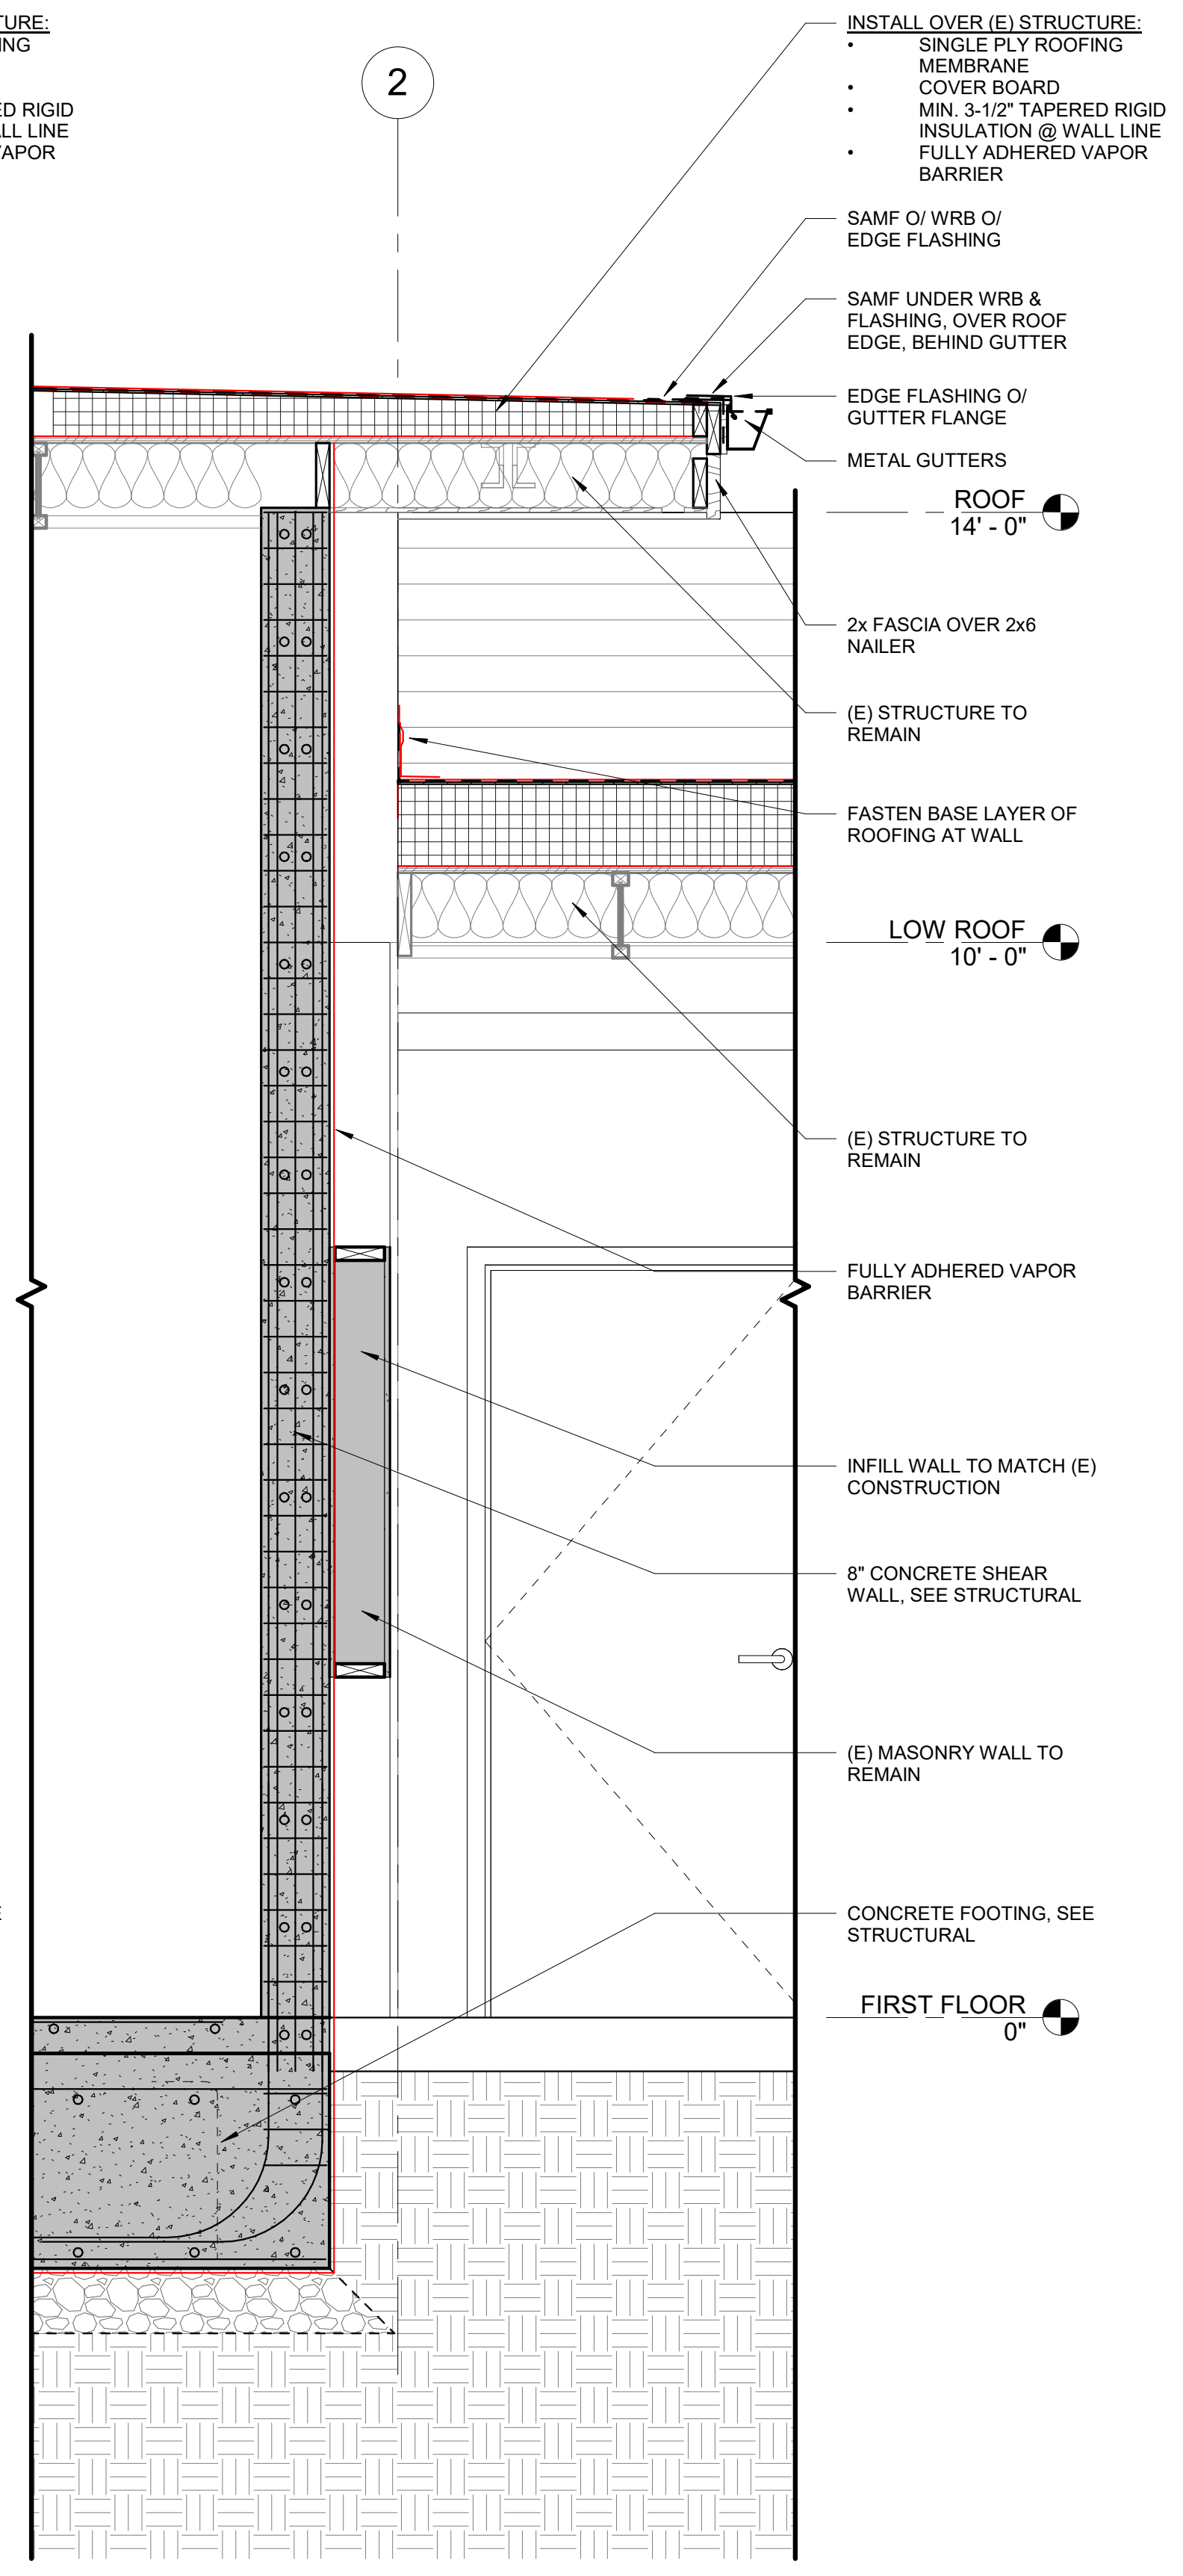 TURE:
ING
ED RIGID
ALL LINE
VAPOR
2
INSTALL OVER (E) STRUCTURE:
• SINGLE PLY ROOFING
MEMBRANE
• COVER BOARD
• MIN. 3-1/2" TAPERED RIGID
INSULATION @ WALL LINE
• FULLY ADHERED VAPOR
BARRIER
SAMF O/ WRB O/
EDGE FLASHING
SAMF UNDER WRB &
FLASHING, OVER ROOF
EDGE, BEHIND GUTTER
EDGE FLASHING O/
GUTTER FLANGE
METAL GUTTERS
ROOF
14' - 0"
2x FASCIA OVER 2x6
NAILER
(E) STRUCTURE TO
REMAIN
FASTEN BASE LAYER OF
ROOFING AT WALL
LOW ROOF
10' - 0"
(E) STRUCTURE TO
REMAIN
FULLY ADHERED VAPOR
BARRIER
INFILL WALL TO MATCH (E)
CONSTRUCTION
8" CONCRETE SHEAR
WALL, SEE STRUCTURAL
(E) MASONRY WALL TO
REMAIN
CONCRETE FOOTING, SEE
STRUCTURAL
FIRST FLOOR
0"